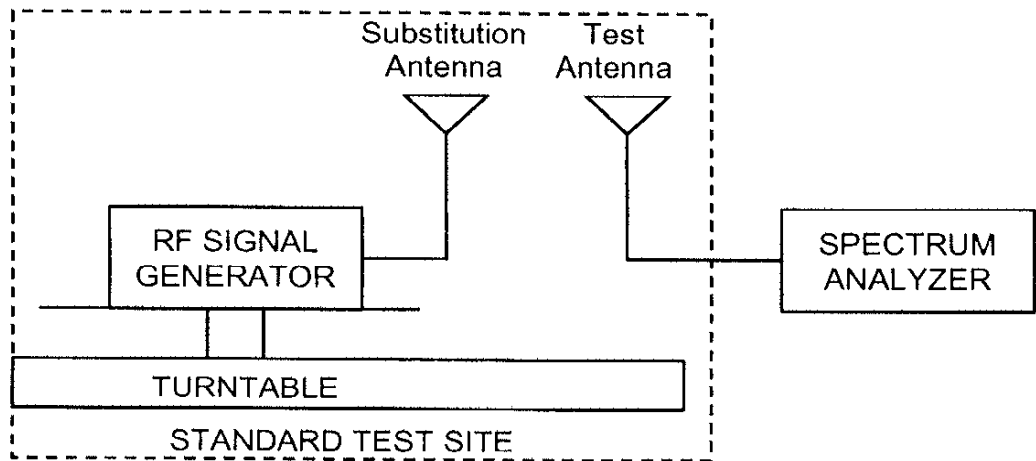 Substitution
Antenna
Test
Antenna
RF SIGNAL
GENERATOR
SPECTRUM
ANALYZER
TURNTABLE
STANDARD TEST SITE